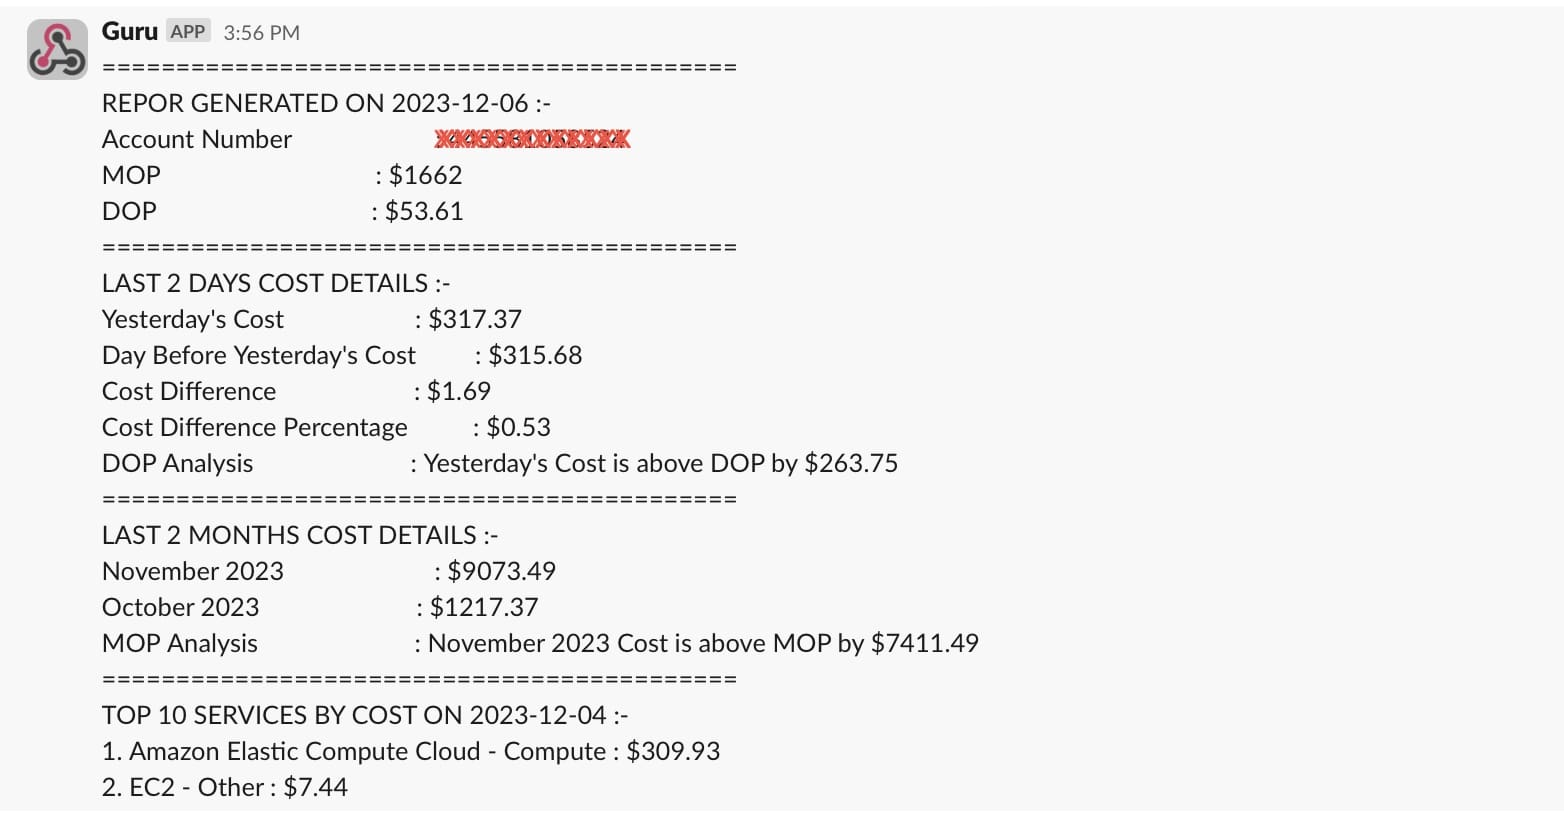 Guru APP 3:56 PM
===========================================
REPOR GENERATED ON 2023-12-06 :-
Account Number
MOP : $1662
DOP : $53.61
===========================================
LAST 2 DAYS COST DETAILS :-
Yesterday's Cost : $317.37
Day Before Yesterday's Cost : $315.68
Cost Difference : $1.69
Cost Difference Percentage : $0.53
DOP Analysis : Yesterday's Cost is above DOP by $263.75
===========================================
LAST 2 MONTHS COST DETAILS :-
November 2023 : $9073.49
October 2023 : $1217.37
MOP Analysis : November 2023 Cost is above MOP by $7411.49
===========================================
TOP 10 SERVICES BY COST ON 2023-12-04 :-
1. Amazon Elastic Compute Cloud - Compute : $309.93
2. EC2 - Other : $7.44